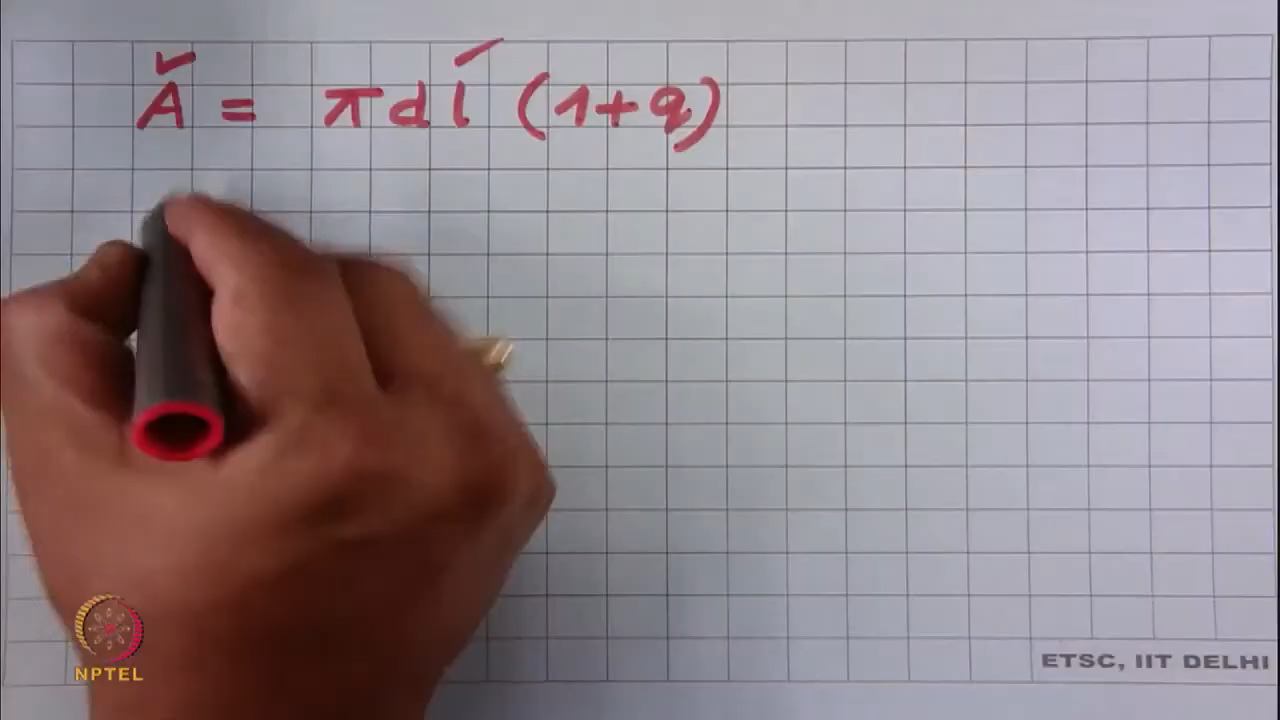 A = πdl (1+q)
NPTEL
ETSC, IIT DELHI